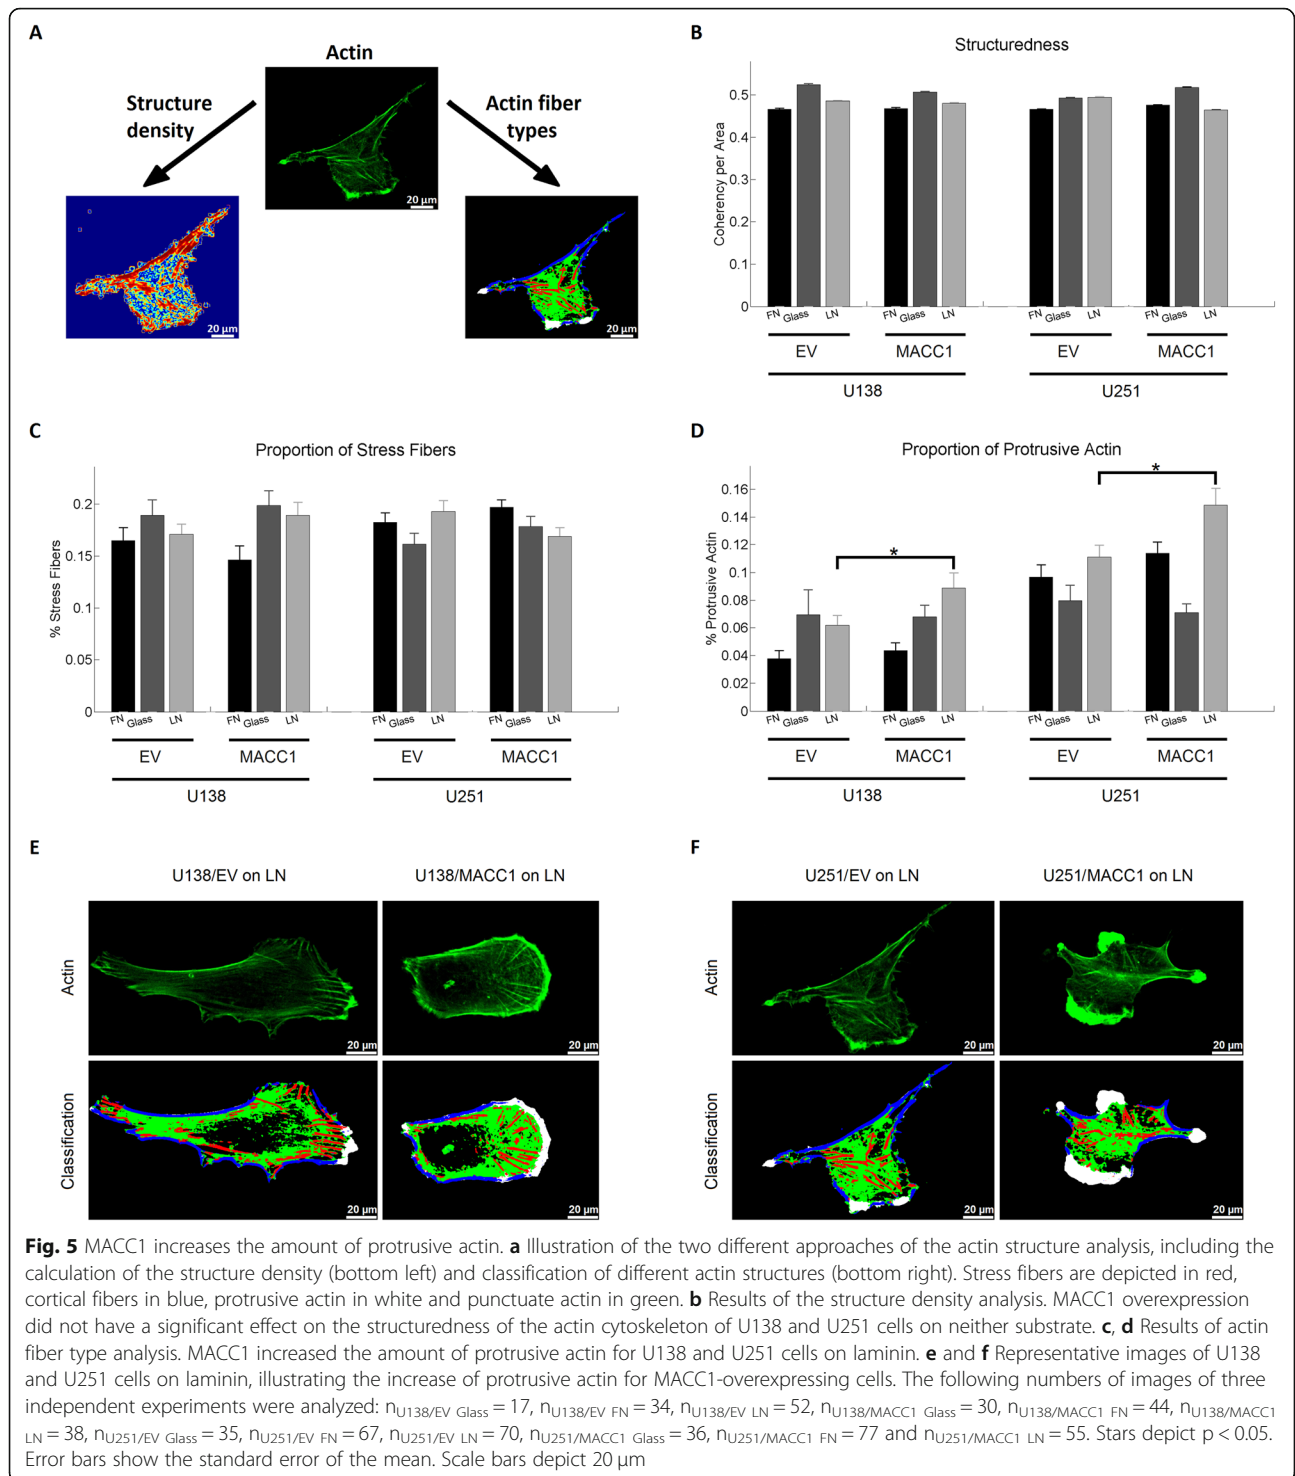 A
Actin
Structure
density
Actin fiber
types
20 µm
20 µm
20 µm
B
Structuredness
Coherency per Area
0.5
0.4
0.3
0.2
0.1
0
FN Glass LN FN Glass LN FN Glass LN FN Glass LN
EV MACC1 EV MACC1
U138 U251
C
Proportion of Stress Fibers
% Stress Fibers
0.2
0.15
0.1
0.05
0
FN Glass LN FN Glass LN FN Glass LN FN Glass LN
EV MACC1 EV MACC1
U138 U251
D
Proportion of Protrusive Actin
% Protrusive Actin
0.16
0.14
0.12
0.1
0.08
0.06
0.04
0.02
0
* *
FN Glass LN FN Glass LN FN Glass LN FN Glass LN
EV MACC1 EV MACC1
U138 U251
E
U138/EV on LN U138/MACC1 on LN
Actin
20 µm 20 µm
Classification
20 µm 20 µm
F
U251/EV on LN U251/MACC1 on LN
Actin
20 µm 20 µm
Classification
20 µm 20 µm
Fig. 5 MACC1 increases the amount of protrusive actin. a Illustration of the two different approaches of the actin structure analysis, including the
calculation of the structure density (bottom left) and classification of different actin structures (bottom right). Stress fibers are depicted in red,
cortical fibers in blue, protrusive actin in white and punctuate actin in green. b Results of the structure density analysis. MACC1 overexpression
did not have a significant effect on the structuredness of the actin cytoskeleton of U138 and U251 cells on neither substrate. c, d Results of actin
fiber type analysis. MACC1 increased the amount of protrusive actin for U138 and U251 cells on laminin. e and f Representative images of U138
and U251 cells on laminin, illustrating the increase of protrusive actin for MACC1-overexpressing cells. The following numbers of images of three
independent experiments were analyzed: nU138/EV Glass = 17, nU138/EV FN = 34, nU138/EV LN = 52, nU138/MACC1 Glass = 30, nU138/MACC1 FN = 44, nU138/MACC1
LN = 38, nU251/EV Glass = 35, nU251/EV FN = 67, nU251/EV LN = 70, nU251/MACC1 Glass = 36, nU251/MACC1 FN = 77 and nU251/MACC1 LN = 55. Stars depict p < 0.05.
Error bars show the standard error of the mean. Scale bars depict 20 µm